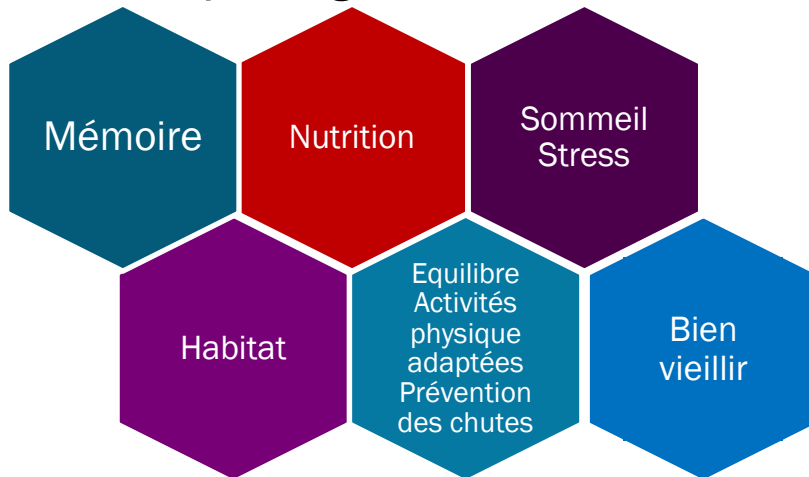 Mémoire
Nutrition
Sommeil
Stress
Habitat
Equilibre
Activités
physique
adaptées
Prévention
des chutes
Bien
vieillir